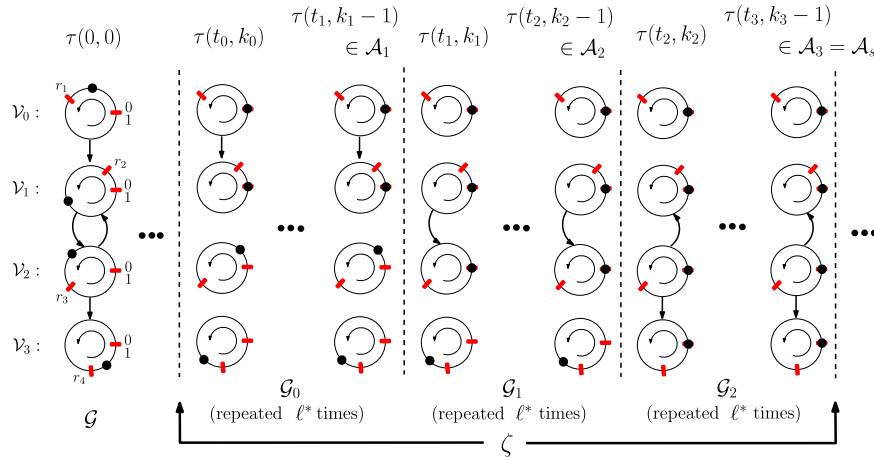 τ(0, 0)
τ(t₀, k₀)
τ(t₁, k₁ − 1)
∈ 𝒜₁
τ(t₁, k₁)
τ(t₂, k₂ − 1)
∈ 𝒜₂
τ(t₂, k₂)
τ(t₃, k₃ − 1)
∈ 𝒜₃ = 𝒜ₛ
𝒱₀ :
r₁
0
1
𝒱₁ :
r₂
0
1
𝒱₂ :
r₃
0
1
𝒱₃ :
r₄
0
1
𝒢
𝒢₀
(repeated ℓ* times)
𝒢₁
(repeated ℓ* times)
𝒢₂
(repeated ℓ* times)
ζ